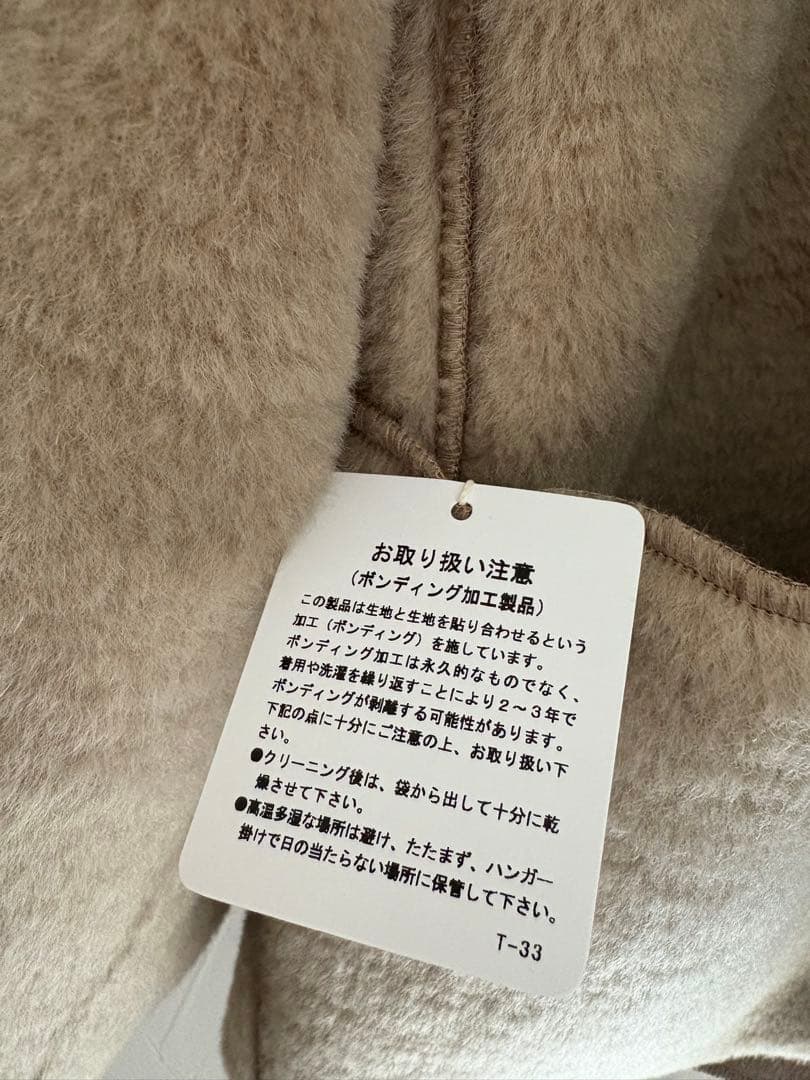 お取り扱い注意
(ボンディング加工製品)
この製品は生地と生地を貼り合わせるという
加工(ボンディング)を施しています。
ボンディング加工は永久的なものでなく、
着用や洗濯を繰り返すことにより2～3年で
ボンディングが剥離する可能性があります。
下記の点に十分にご注意の上、お取り扱い下
さい。
●クリーニング後は、袋から出して十分に乾
燥させて下さい。
●高温多湿な場所は避け、たたまず、ハンガー
掛けで日の当たらない場所に保管して下さい。
T-33